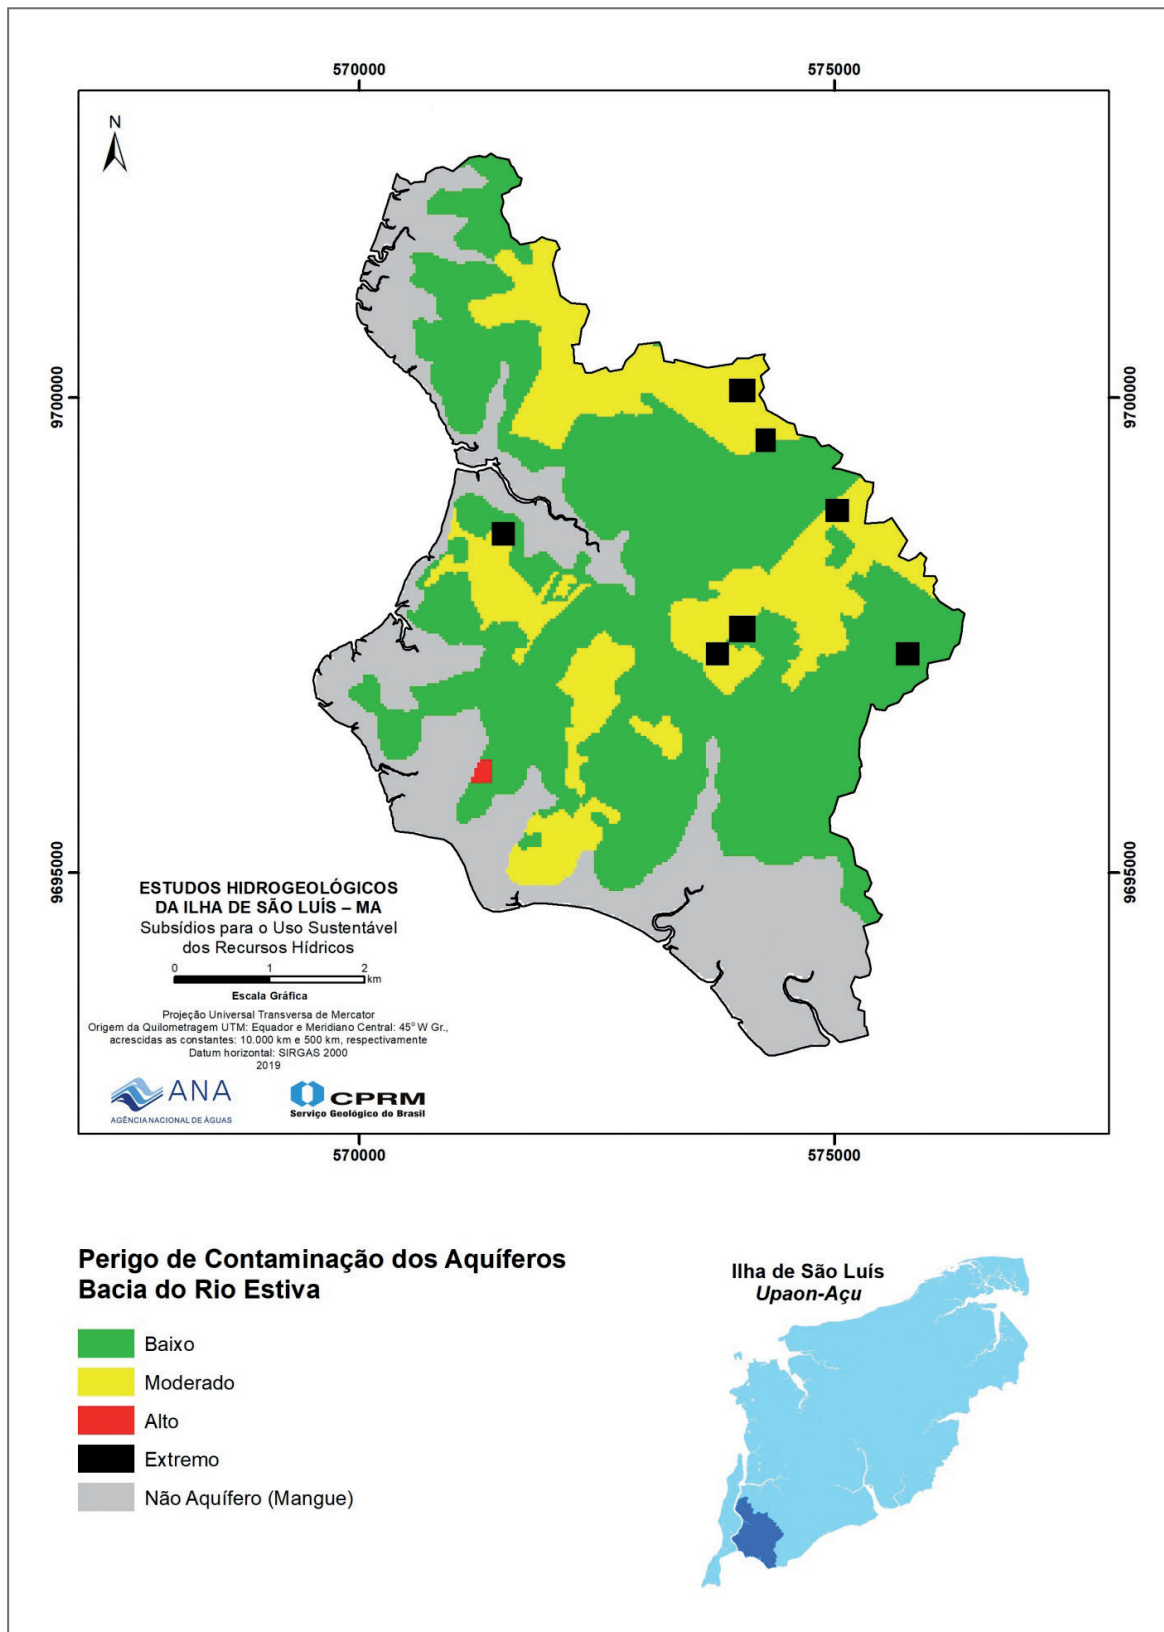 570000
575000
N
9700000
9700000
9695000
9695000
ESTUDOS HIDROGEOLÓGICOS
DA ILHA DE SÃO LUÍS – MA
Subsídios para o Uso Sustentável
dos Recursos Hídricos
0 1 2
km
Escala Gráfica
Projeção Universal Transversa de Mercator
Origem da Quilometragem UTM: Equador e Meridiano Central: 45° W Gr.,
acrescidas as constantes: 10.000 km e 500 km, respectivamente
Datum horizontal: SIRGAS 2000
2019
ANA
AGÊNCIA NACIONAL DE ÁGUAS
CPRM
Serviço Geológico do Brasil
570000
575000
Perigo de Contaminação dos Aquíferos
Bacia do Rio Estiva
Baixo
Moderado
Alto
Extremo
Não Aquífero (Mangue)
Ilha de São Luís
Upaon-Açu